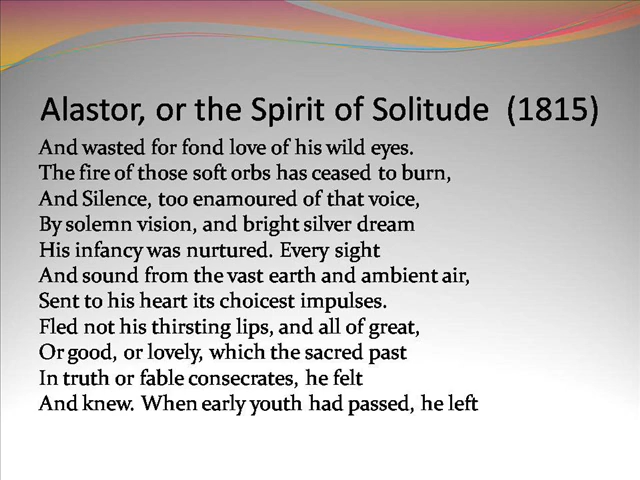 Alastor, or the Spirit of Solitude (1815)
And wasted for fond love of his wild eyes.
The fire of those soft orbs has ceased to burn,
And Silence, too enamoured of that voice,
By solemn vision, and bright silver dream
His infancy was nurtured. Every sight
And sound from the vast earth and ambient air,
Sent to his heart its choicest impulses.
Fled not his thirsting lips, and all of great,
Or good, or lovely, which the sacred past
In truth or fable consecrates, he felt
And knew. When early youth had passed, he left